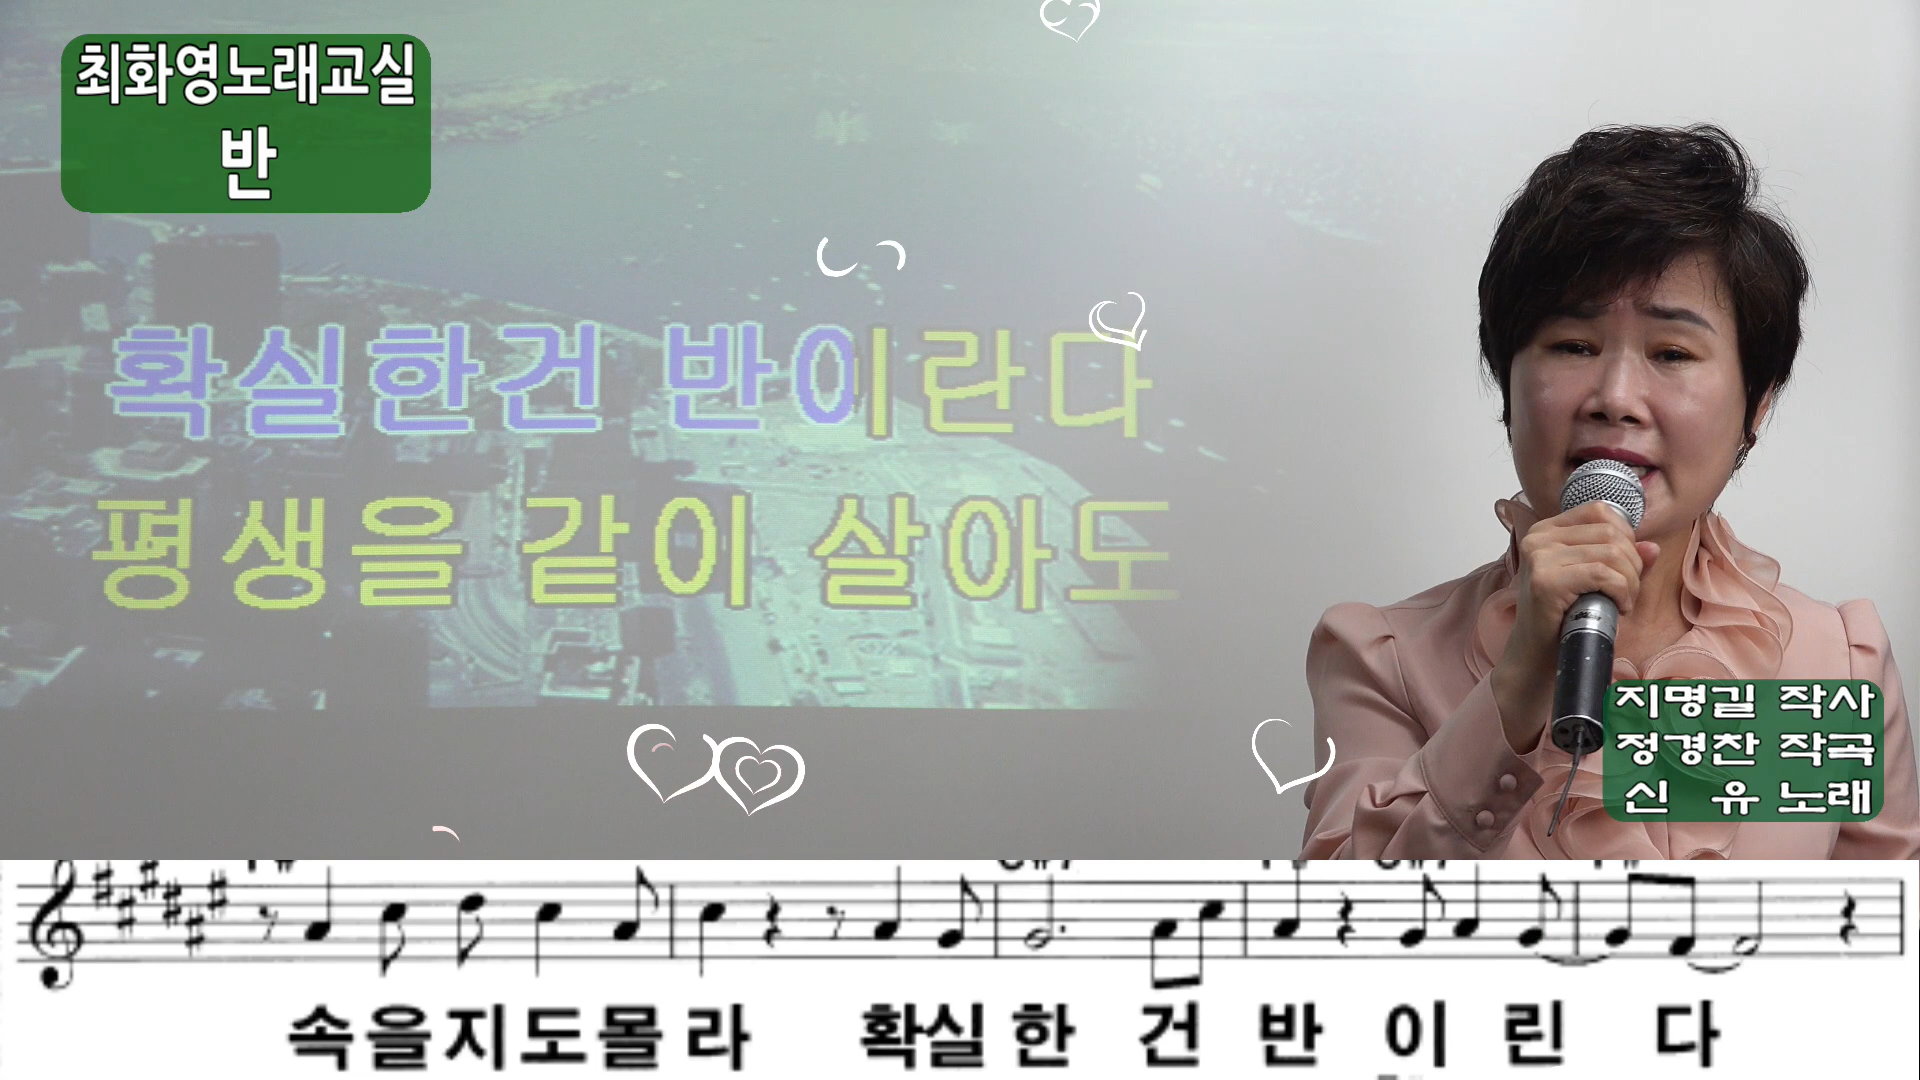 최화영노래교실
반
확실한건 반이란다
평생을 같이 살아도
지명길 작사
정경찬 작곡
신 유 노래
속을지도몰라 확실한 건 반 이 린 다